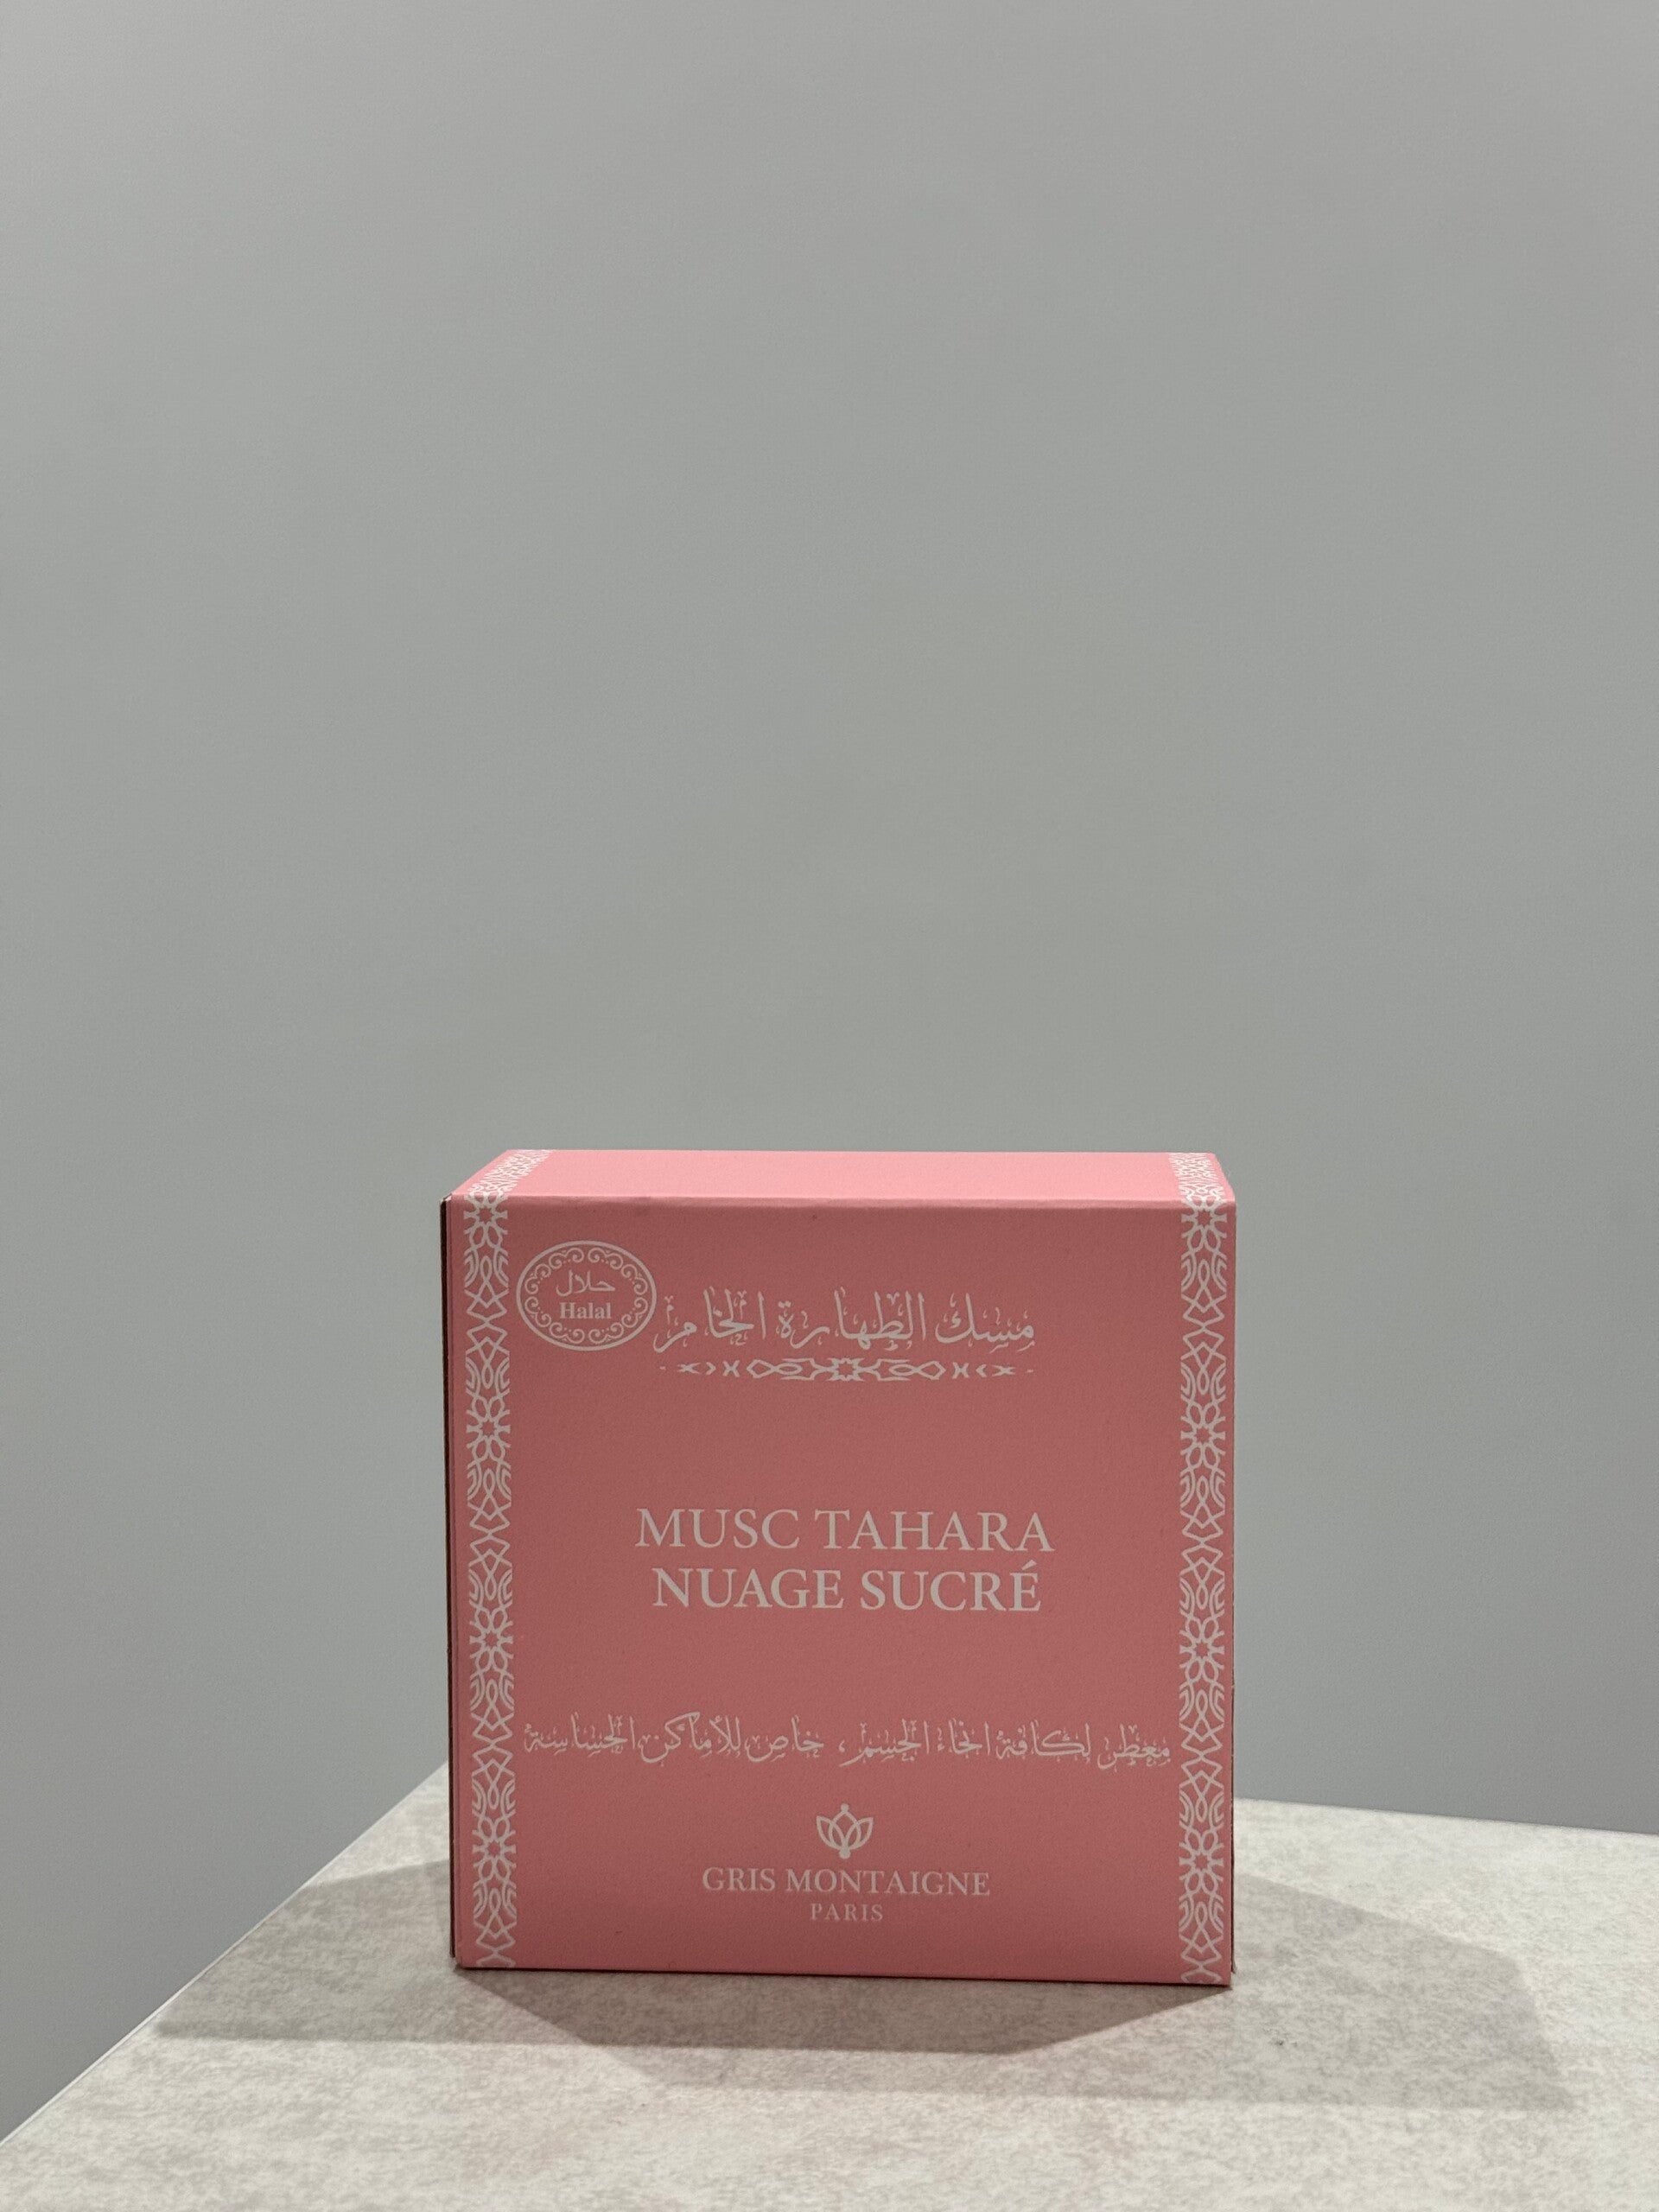 حلال
Halal
مسك الطهارة الخام
MUSC TAHARA
NUAGE SUCRÉ
معطر لكافة انحاء الجسم، خاص للأماكن الحساسة
GRIS MONTAIGNE
PARIS